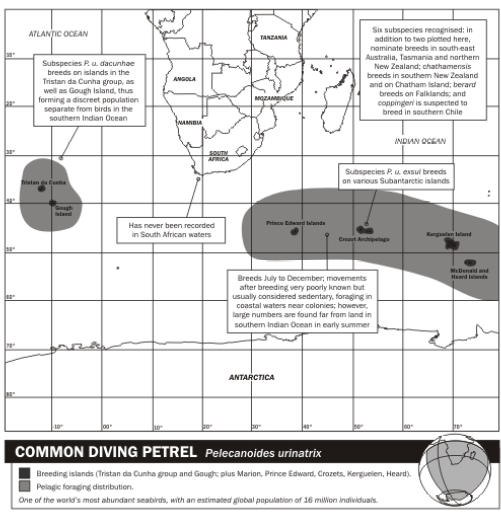 ATLANTIC OCEAN
TANZANIA
ANGOLA
MOZAMBIQUE
NAMIBIA
SOUTH
AFRICA
Subspecies P. u. dacunhae
breeds on islands in the
Tristan da Cunha group, as
well as Gough Island, thus
forming a discreet population
separate from birds in the
southern Indian Ocean
Six subspecies recognised; in
addition to two plotted here,
nominate breeds in south-east
Australia, Tasmania and northern
New Zealand; chathamensis
breeds in southern New Zealand
and on Chatham Island; berard
breeds on Falklands; and
coppingeri is suspected to
breed in southern Chile
INDIAN OCEAN
Subspecies P. u. exsul breeds
on various Subantarctic islands
Tristan da Cunha
Gough
Island
Has never been recorded
in South African waters
Prince Edward Islands
Crozet Archipelago
Kerguelen Island
McDonald and
Heard Islands
Breeds July to December; movements
after breeding very poorly known but
usually considered sedentary, foraging in
coastal waters near colonies; however,
large numbers are found far from land in
southern Indian Ocean in early summer
10°
20°
30°
40°
50°
60°
70°
80°
ANTARCTICA
-10°
0°
10°
20°
30°
40°
50°
60°
70°
COMMON DIVING PETREL Pelecanoides urinatrix
Breeding islands (Tristan da Cunha group and Gough; plus Marion, Prince Edward, Crozets, Kerguelen, Heard).
Pelagic foraging distribution.
One of the world's most abundant seabirds, with an estimated global population of 16 million individuals.